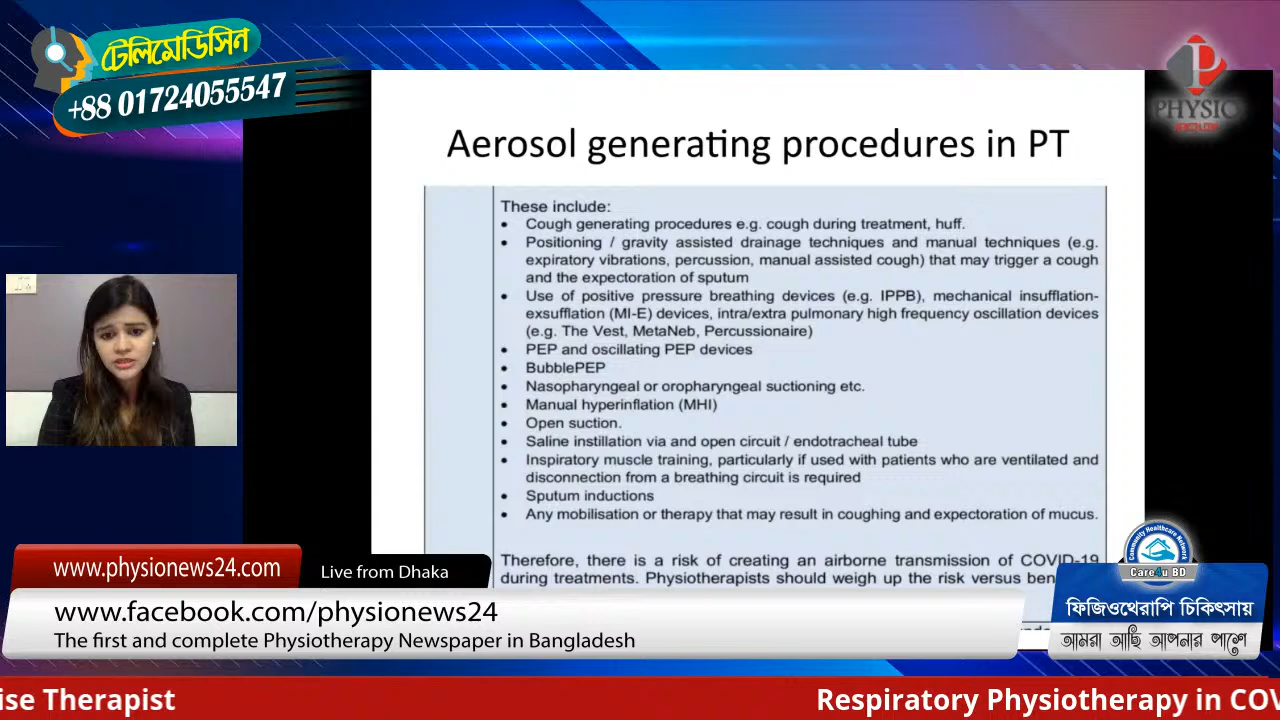 টেলিমেডিসিন
+88 01724055547
PHYSIO
Aerosol generating procedures in PT
These include:
• Cough generating procedures e.g. cough during treatment, huff.
• Positioning / gravity assisted drainage techniques and manual techniques (e.g.
expiratory vibrations, percussion, manual assisted cough) that may trigger a cough
and the expectoration of sputum
• Use of positive pressure breathing devices (e.g. IPPB), mechanical insufflation-
exsufflation (MI-E) devices, intra/extra pulmonary high frequency oscillation devices
(e.g. The Vest, MetaNeb, Percussionaire)
• PEP and oscillating PEP devices
• BubblePEP
• Nasopharyngeal or oropharyngeal suctioning etc.
• Manual hyperinflation (MHI)
• Open suction.
• Saline instillation via and open circuit / endotracheal tube
• Inspiratory muscle training, particularly if used with patients who are ventilated and
disconnection from a breathing circuit is required
• Sputum inductions
• Any mobilisation or therapy that may result in coughing and expectoration of mucus.
Therefore, there is a risk of creating an airborne transmission of COVID-19
during treatments. Physiotherapists should weigh up the risk versus ben
www.physionews24.com
Live from Dhaka
www.facebook.com/physionews24
The first and complete Physiotherapy Newspaper in Bangladesh
Community Healthcare Network
Care4u BD
ফিজিওথেরাপি চিকিৎসায়
আমরা আছি আপনার পাশে
ise Therapist
Respiratory Physiotherapy in COV